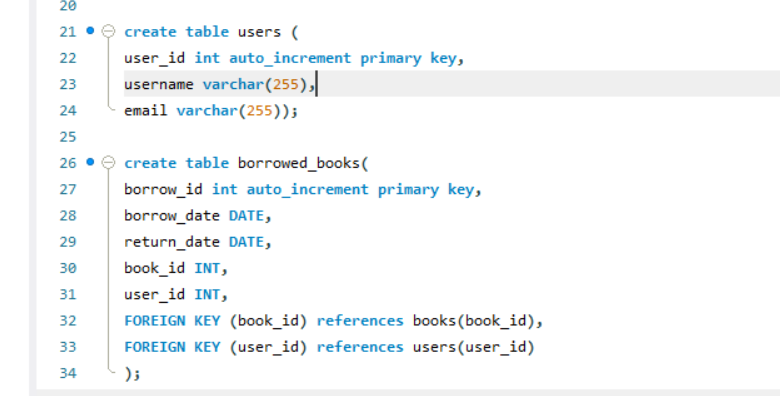 20
21 create table users (
22 user_id int auto_increment primary key,
23 username varchar(255),
24 email varchar(255));
25
26 create table borrowed_books(
27 borrow_id int auto_increment primary key,
28 borrow_date DATE,
29 return_date DATE,
30 book_id INT,
31 user_id INT,
32 FOREIGN KEY (book_id) references books(book_id),
33 FOREIGN KEY (user_id) references users(user_id)
34 );